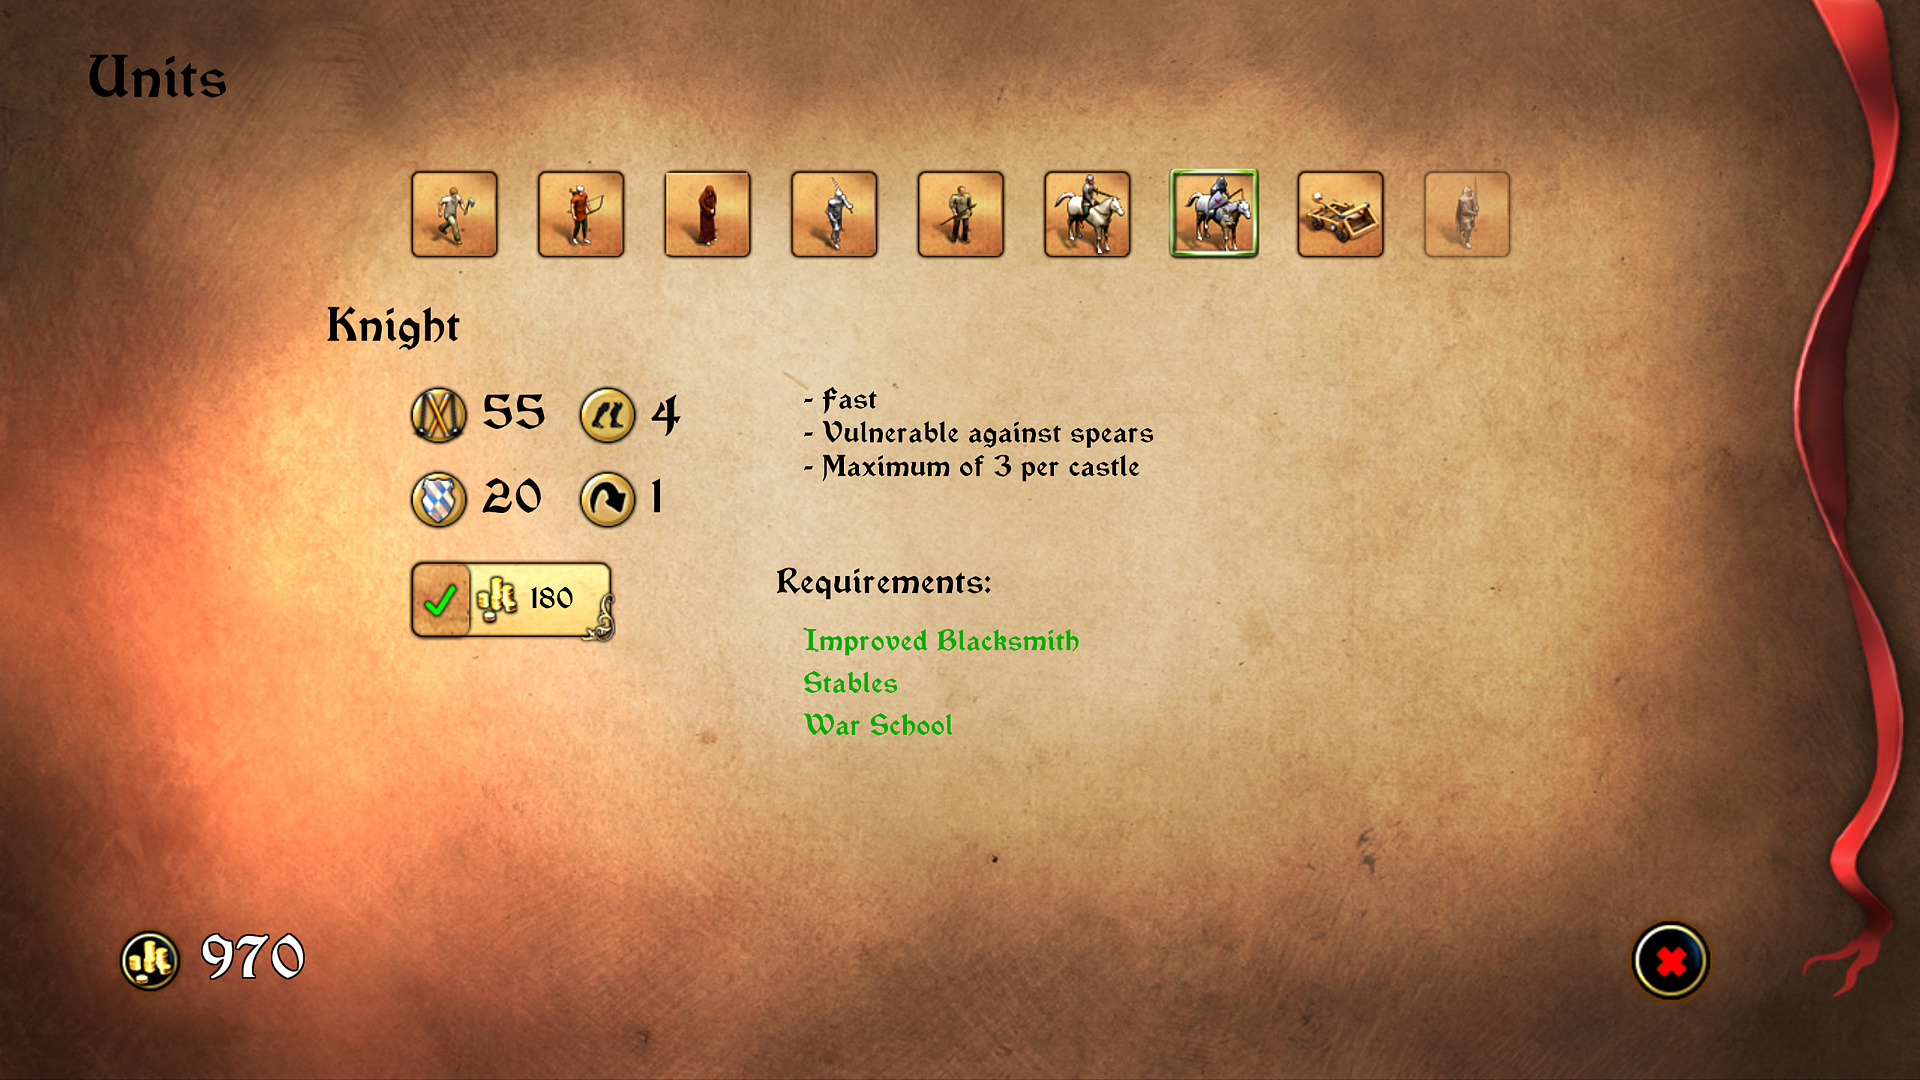 Units
Knight
55 4
20 1
180
- Fast
- Vulnerable against spears
- Maximum of 3 per castle
Requirements:
Improved Blacksmith
Stables
War School
970